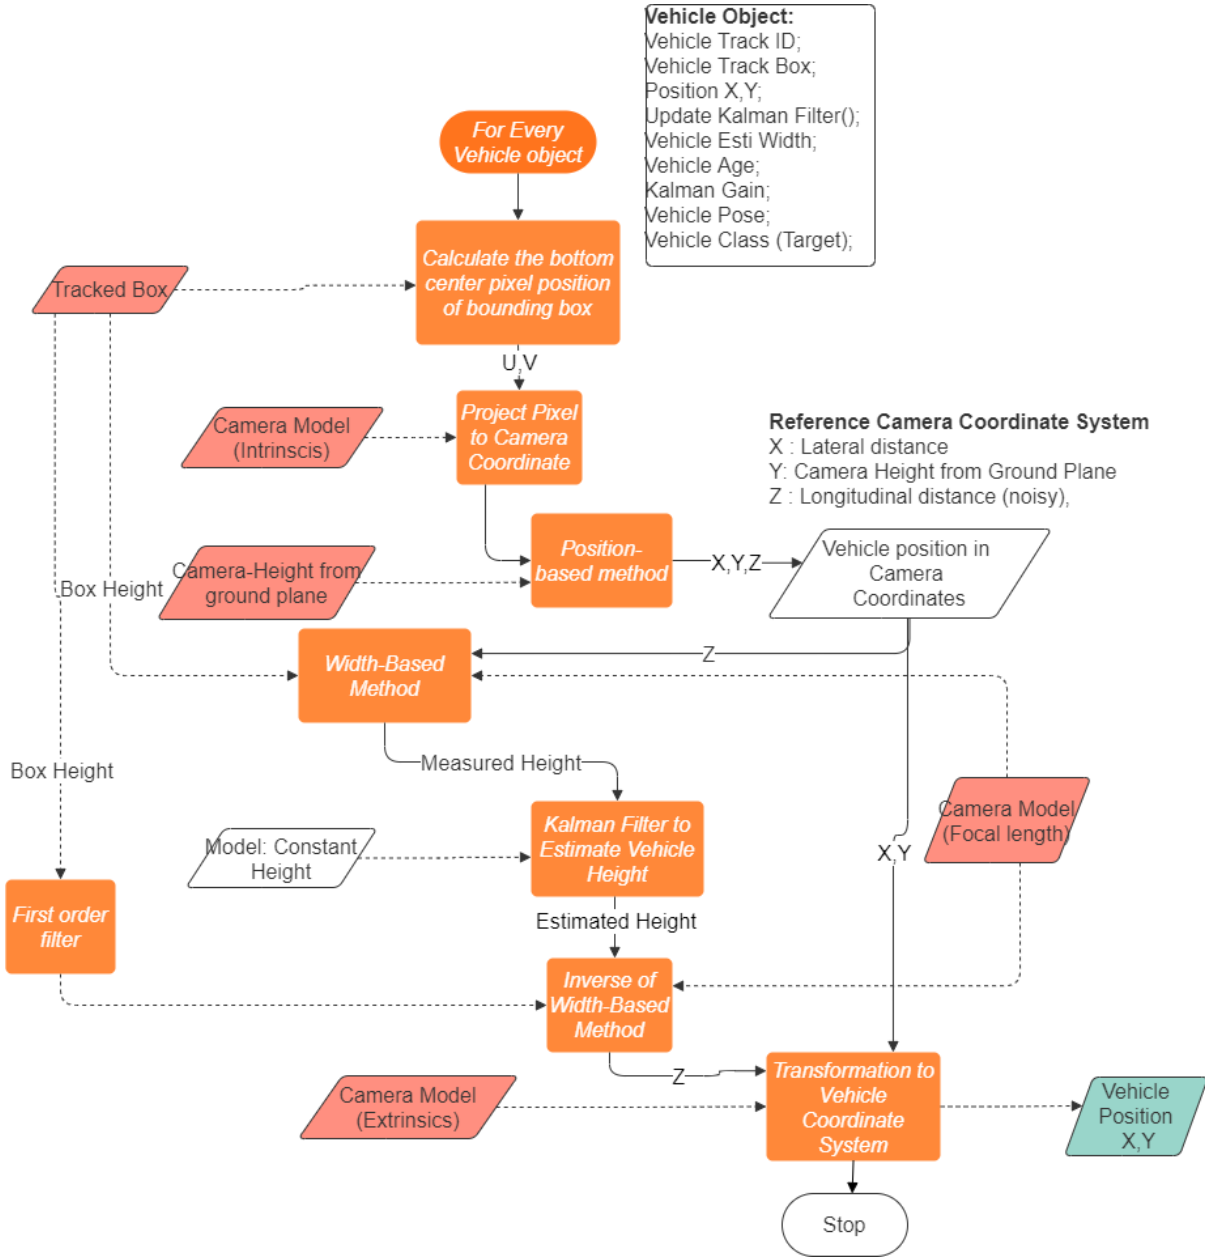 Vehicle Object:
Vehicle Track ID;
Vehicle Track Box;
Position X,Y;
Update Kalman Filter();
Vehicle Esti Width;
Vehicle Age;
Kalman Gain;
Vehicle Pose;
Vehicle Class (Target);
For Every
Vehicle object
Calculate the bottom
center pixel position
of bounding box
Tracked Box
U,V
Project Pixel
to Camera
Coordinate
Camera Model
(Intrinscis)
Reference Camera Coordinate System
X : Lateral distance
Y: Camera Height from Ground Plane
Z : Longitudinal distance (noisy),
Position-
based method
X,Y,Z
Vehicle position in
Camera
Coordinates
Camera-Height from
ground plane
Box Height
Width-Based
Method
Z
Measured Height
Box Height
Camera Model
(Focal length)
Kalman Filter to
Estimate Vehicle
Height
Model: Constant
Height
X,Y
First order
filter
Estimated Height
Inverse of
Width-Based
Method
Z
Transformation to
Vehicle
Coordinate
System
Camera Model
(Extrinsics)
Vehicle
Position
X,Y
Stop